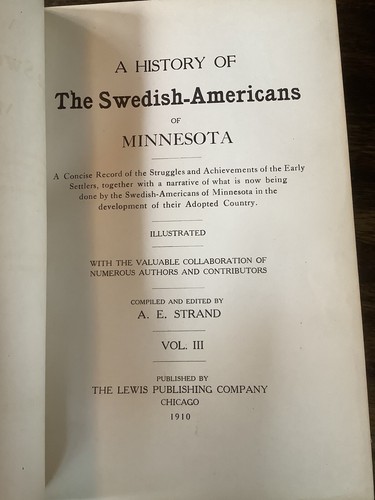 A HISTORY OF
The Swedish-Americans
OF
MINNESOTA
A Concise Record of the Struggles and Achievements of the Early
Settlers, together with a narrative of what is now being
done by the Swedish-Americans of Minnesota in the
development of their Adopted Country.
ILLUSTRATED
WITH THE VALUABLE COLLABORATION OF
NUMEROUS AUTHORS AND CONTRIBUTORS
COMPILED AND EDITED BY
A. E. STRAND
VOL. III
PUBLISHED BY
THE LEWIS PUBLISHING COMPANY
CHICAGO
1910